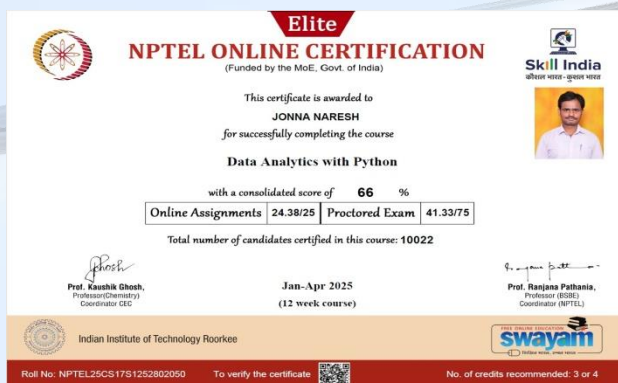 Elite
NPTEL ONLINE CERTIFICATION
(Funded by the MoE, Govt. of India)
Skill India
कौशल भारत - कुशल भारत
This certificate is awarded to
JONNA NARESH
for successfully completing the course
Data Analytics with Python
with a consolidated score of 66 %
Online Assignments 24.38/25 Proctored Exam 41.33/75
Total number of candidates certified in this course: 10022
Prof. Kaushik Ghosh,
Professor(Chemistry)
Coordinator CEC
Jan-Apr 2025
(12 week course)
Prof. Ranjana Pathania,
Professor (BSBE)
Coordinator (NPTEL)
Indian Institute of Technology Roorkee
FREE ONLINE EDUCATION
swayam
शिक्षित भारत, उन्नत भारत
Roll No: NPTEL25CS17S1252802050 To verify the certificate No. of credits recommended: 3 or 4